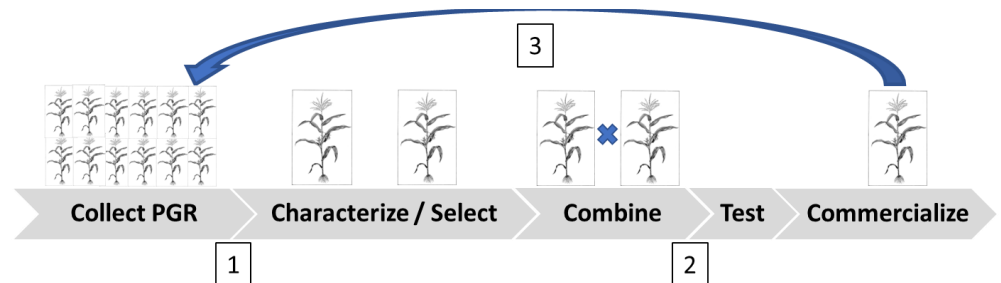 3
Collect PGR
Characterize / Select
Combine
Test
Commercialize
1
2